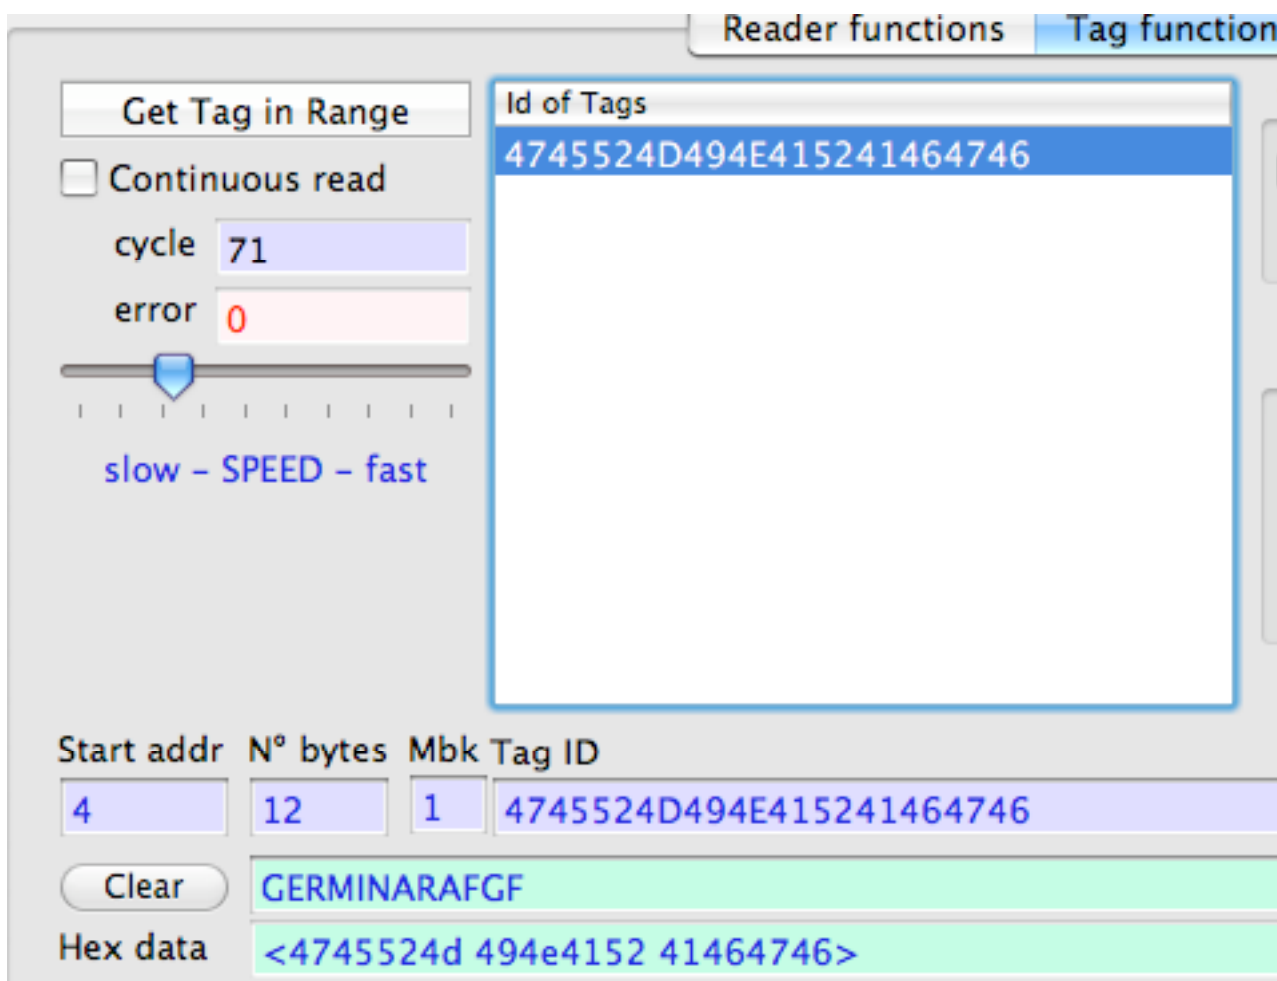 Reader functions Tag function
Get Tag in Range
Id of Tags
4745524D494E415241464746
Continuous read
cycle 71
error 0
slow – SPEED – fast
Start addr N° bytes Mbk Tag ID
4 12 1 4745524D494E415241464746
Clear GERMINARAFGF
Hex data <4745524d 494e4152 41464746>